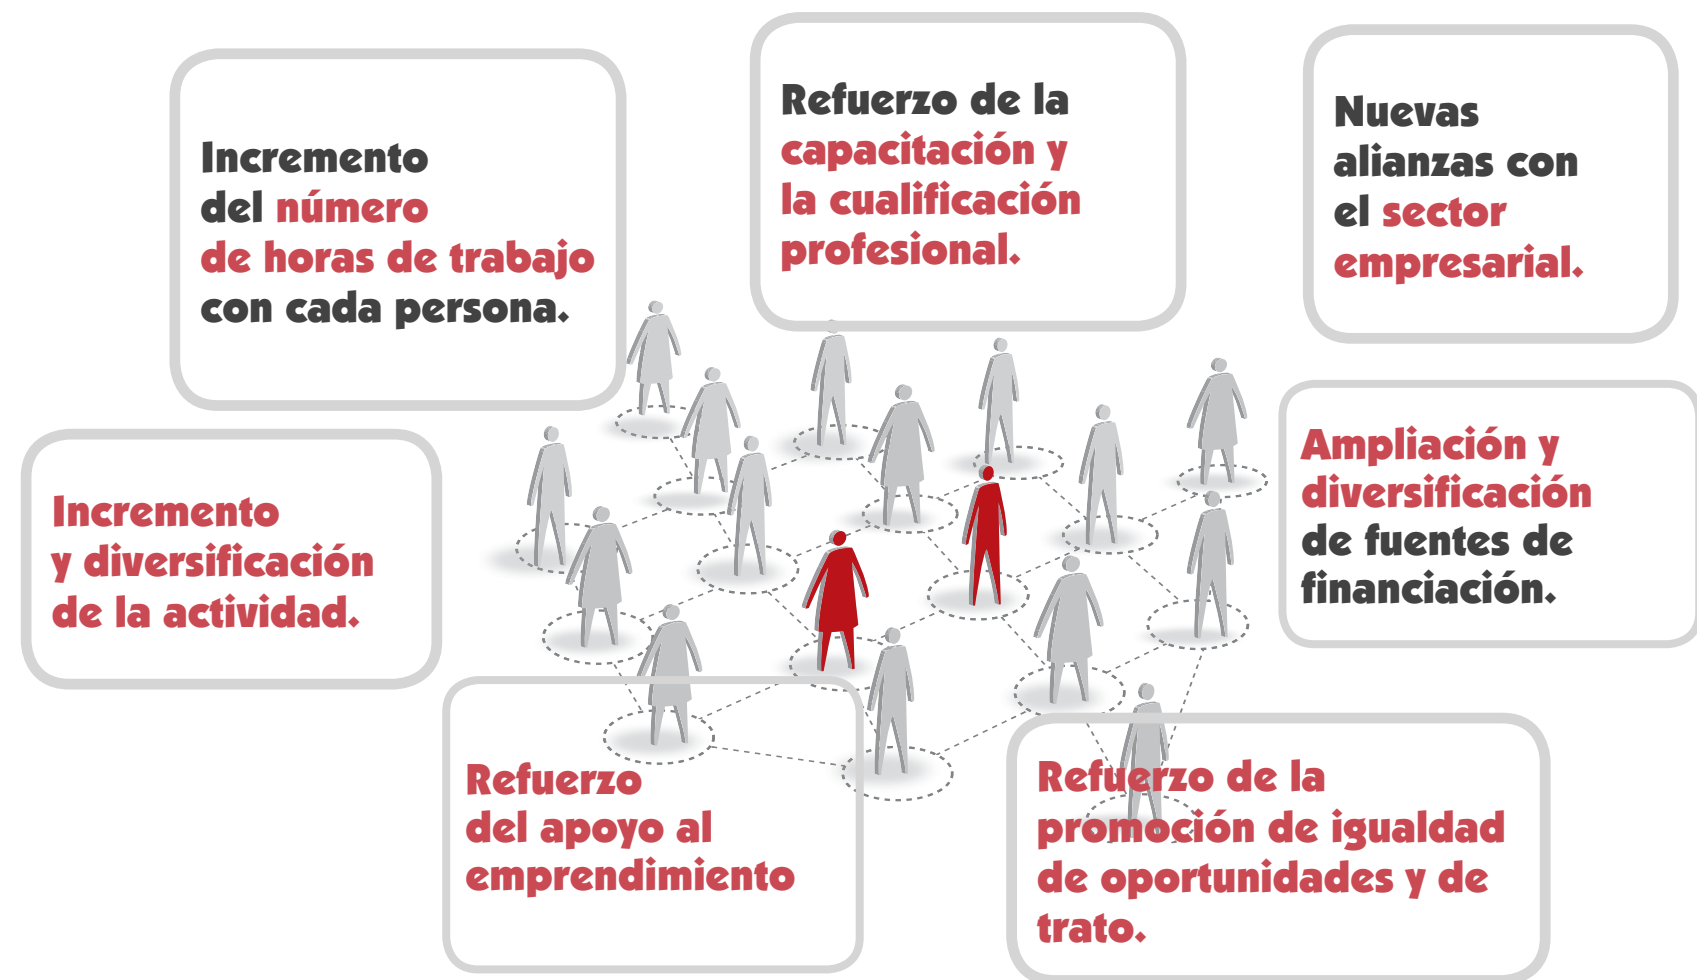 Incremento
del número
de horas de trabajo
con cada persona.
Refuerzo de la
capacitación y
la cualificación
profesional.
Nuevas
alianzas con
el sector
empresarial.
Incremento
y diversificación
de la actividad.
Ampliación y
diversificación
de fuentes de
financiación.
Refuerzo
del apoyo al
emprendimiento
Refuerzo de la
promoción de igualdad
de oportunidades y de
trato.